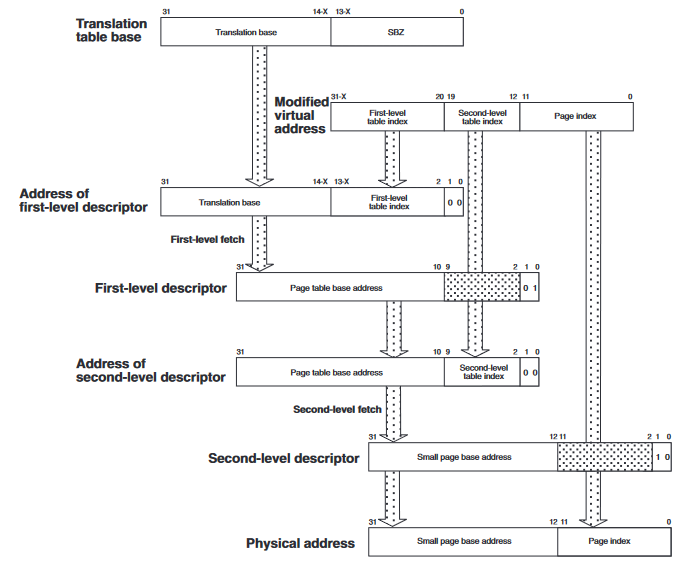 31 14-X 13-X 0
Translation
table base
Translation base SBZ
31-X 20 19 12 11 0
Modified
virtual
address
First-level
table index
Second-level
table index
Page index
31 14-X 13-X 2 1 0
Address of
first-level descriptor
Translation base
First-level
table index
0 0
First-level fetch
31 10 9 2 1 0
First-level descriptor
Page table base address
0 1
31 10 9 2 1 0
Address of
second-level descriptor
Page table base address
Second-level
table index
0 0
Second-level fetch
31 12 11 2 1 0
Second-level descriptor
Small page base address
1 0
31 12 11 0
Physical address
Small page base address
Page index